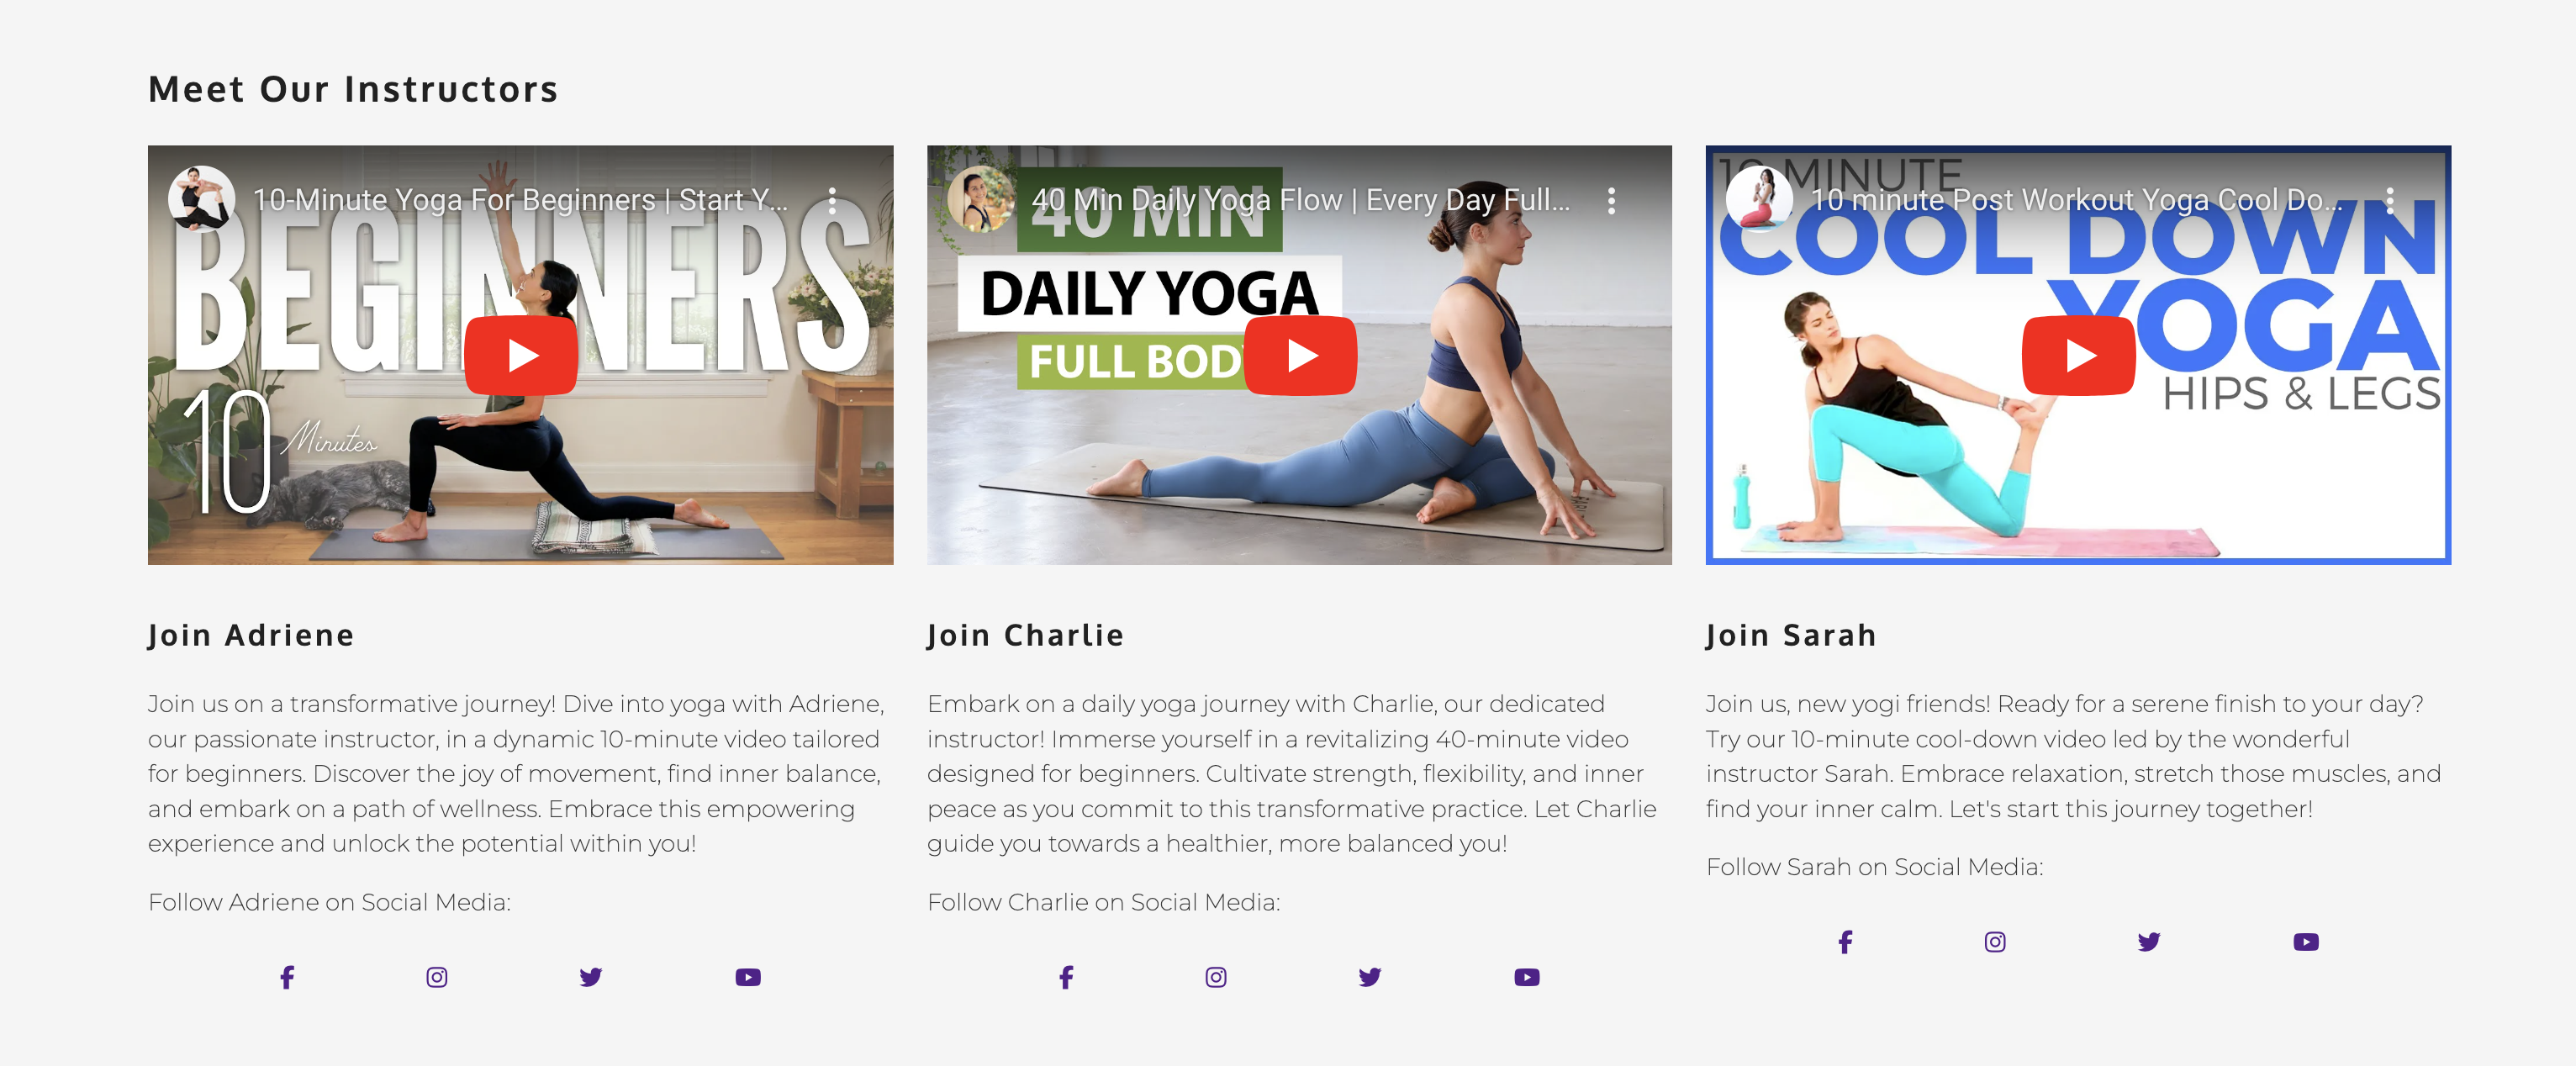 Meet Our Instructors
10-Minute Yoga For Beginners | Start Y...
BEGINNERS
10 Minutes
40 Min Daily Yoga Flow | Every Day Full...
40 MIN
DAILY YOGA
FULL BODY
10 minute Post Workout Yoga Cool Do...
10 MINUTE
COOL DOWN
YOGA
HIPS & LEGS
Join Adriene
Join us on a transformative journey! Dive into yoga with Adriene,
our passionate instructor, in a dynamic 10-minute video tailored
for beginners. Discover the joy of movement, find inner balance,
and embark on a path of wellness. Embrace this empowering
experience and unlock the potential within you!
Follow Adriene on Social Media:
Join Charlie
Embark on a daily yoga journey with Charlie, our dedicated
instructor! Immerse yourself in a revitalizing 40-minute video
designed for beginners. Cultivate strength, flexibility, and inner
peace as you commit to this transformative practice. Let Charlie
guide you towards a healthier, more balanced you!
Follow Charlie on Social Media:
Join Sarah
Join us, new yogi friends! Ready for a serene finish to your day?
Try our 10-minute cool-down video led by the wonderful
instructor Sarah. Embrace relaxation, stretch those muscles, and
find your inner calm. Let's start this journey together!
Follow Sarah on Social Media: